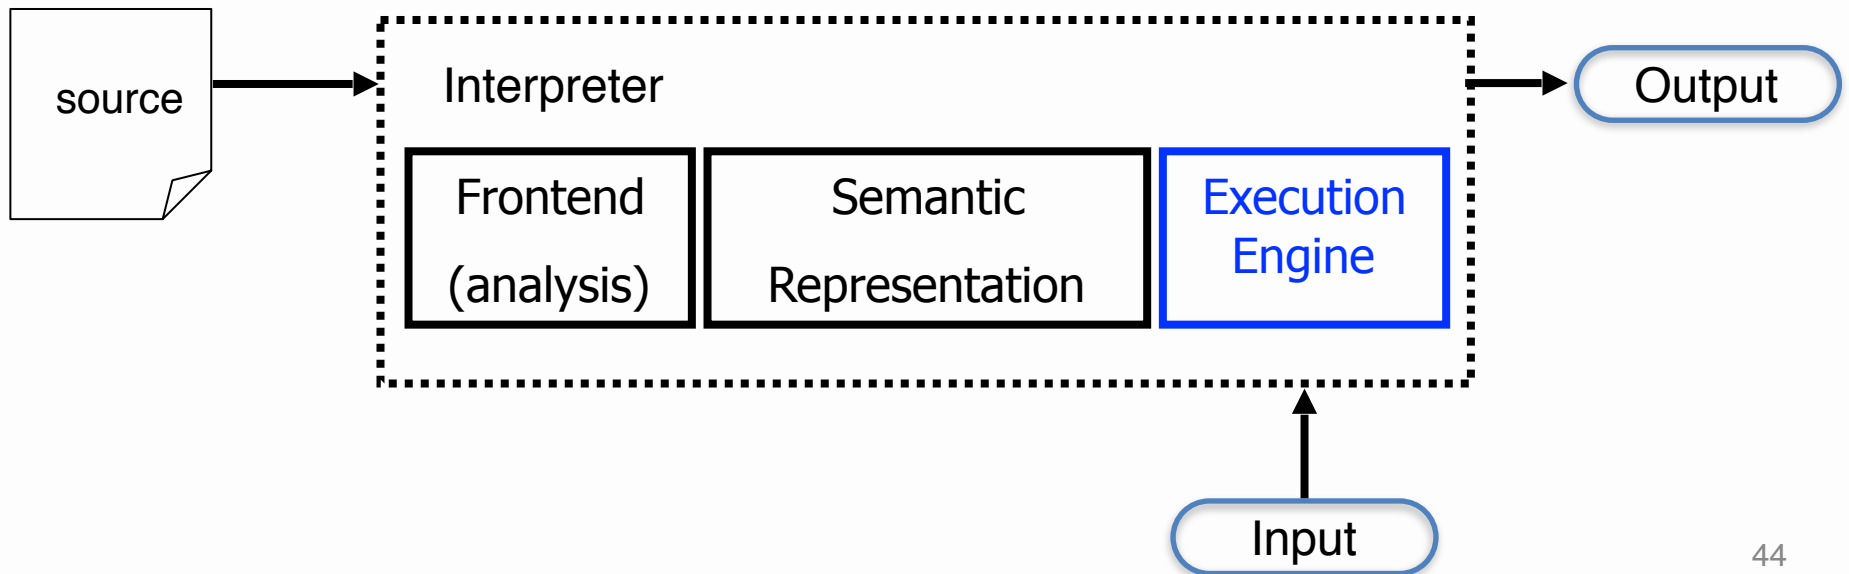 source
Interpreter
Output
Frontend
(analysis)
Semantic
Representation
Execution
Engine
Input
44